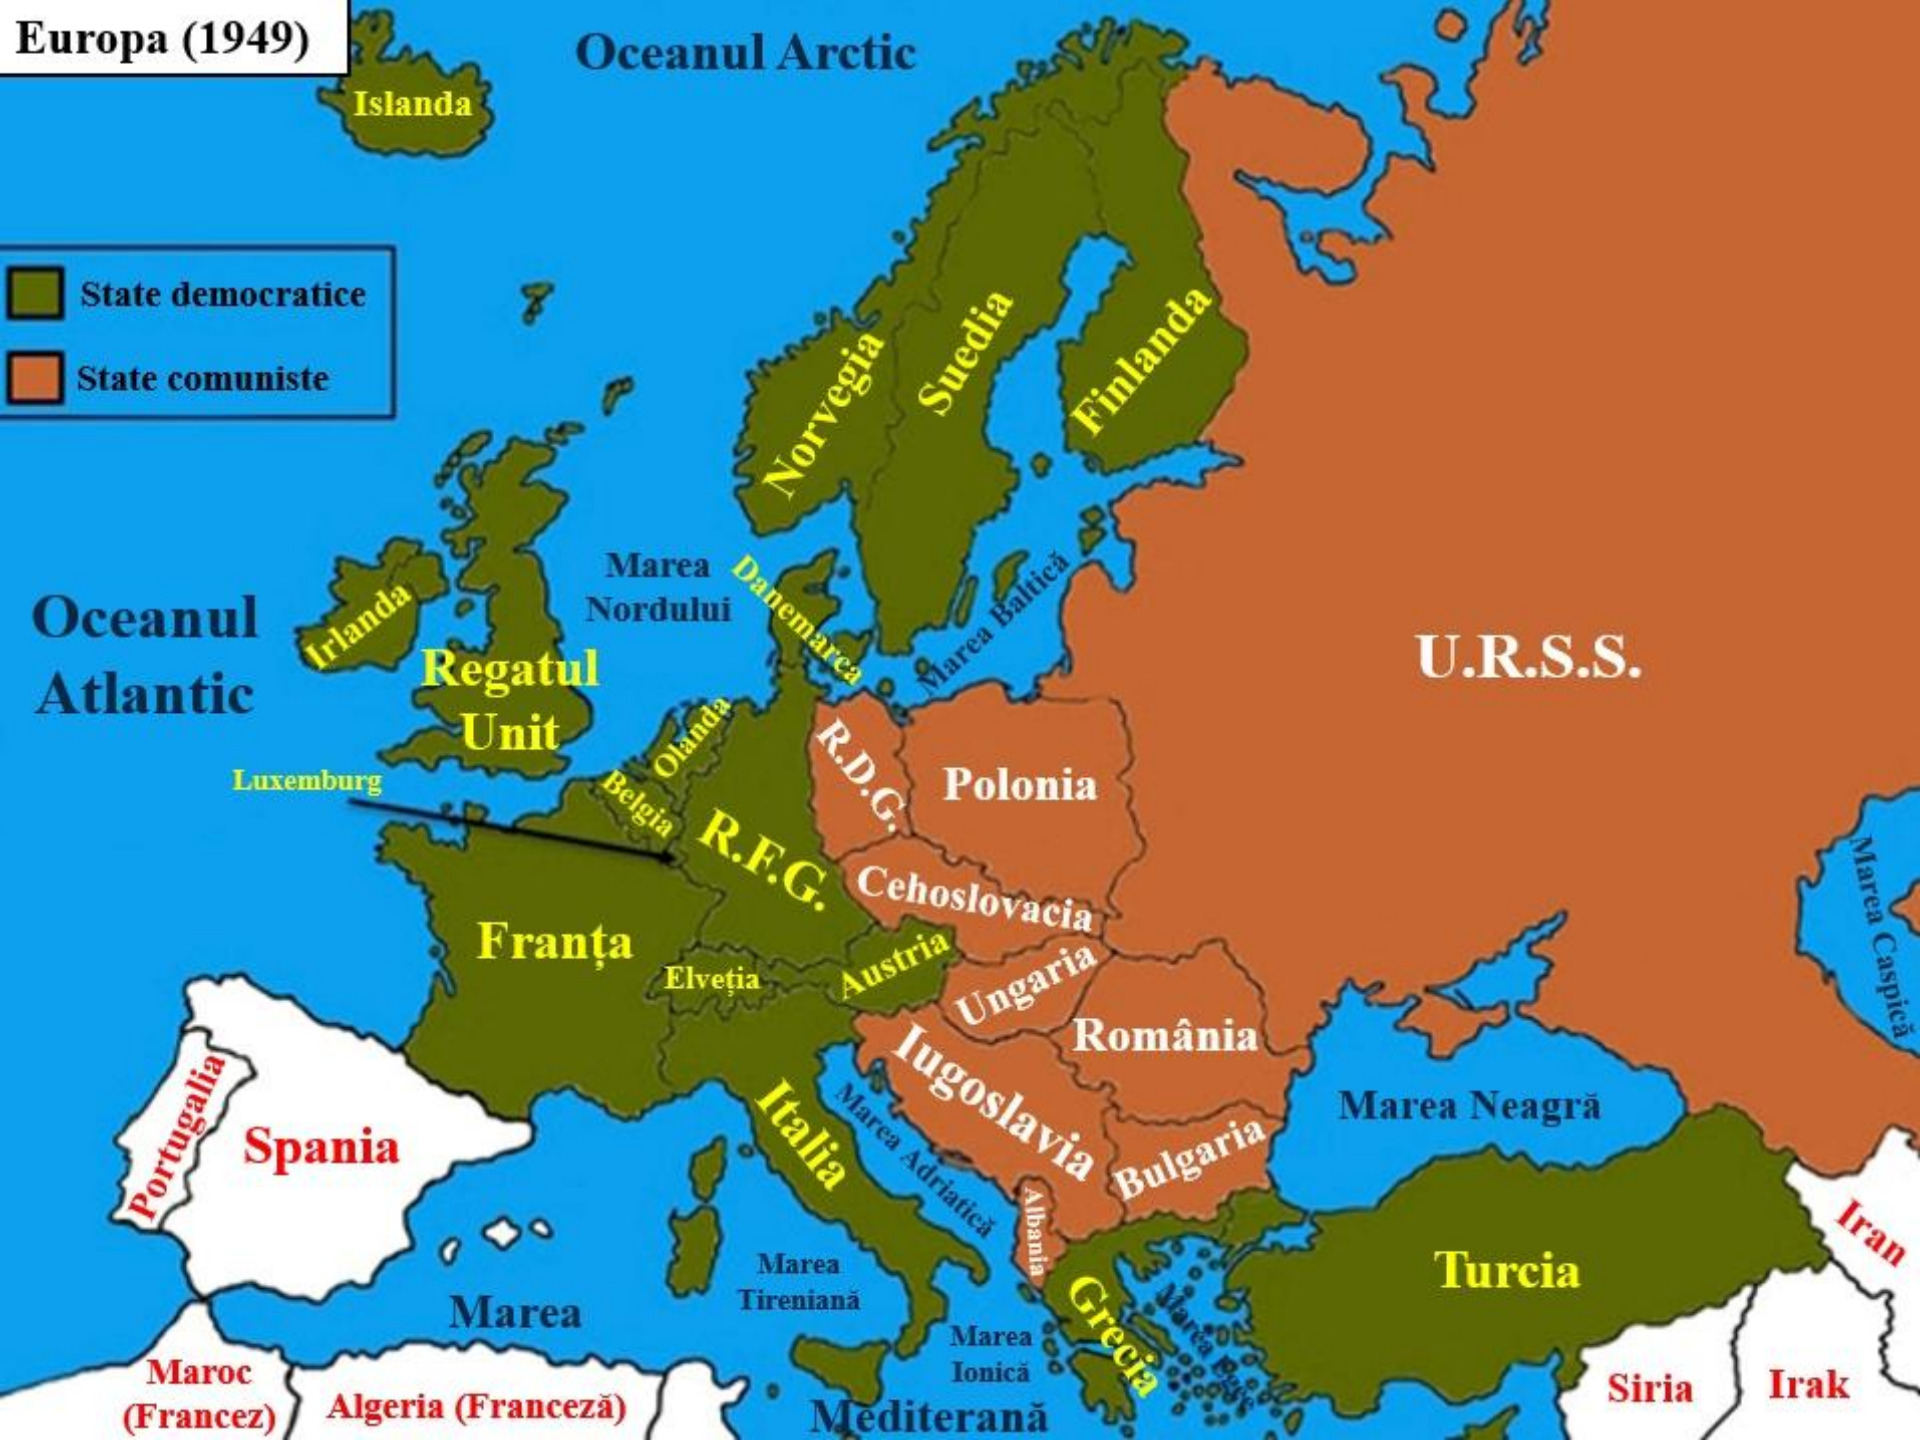 Europa (1949)
Oceanul Arctic
Islanda
State democratice
State comuniste
Norvegia
Suedia
Finlanda
Marea
Nordului
Danemarca
Marea Baltică
Oceanul
Atlantic
Irlanda
Regatul
Unit
U.R.S.S.
Luxemburg
Olanda
Belgia
R.F.G.
R.D.G.
Polonia
Cehoslovacia
Franța
Elveția
Austria
Ungaria
România
Marea Caspică
Iugoslavia
Italia
Marea Adriatică
Bulgaria
Marea Neagră
Portugalia
Spania
Albania
Grecia
Turcia
Iran
Marea
Tireniană
Marea
Marea
Ionică
Marea
Mediterană
Maroc
(Francez)
Algeria (Franceză)
Siria
Irak